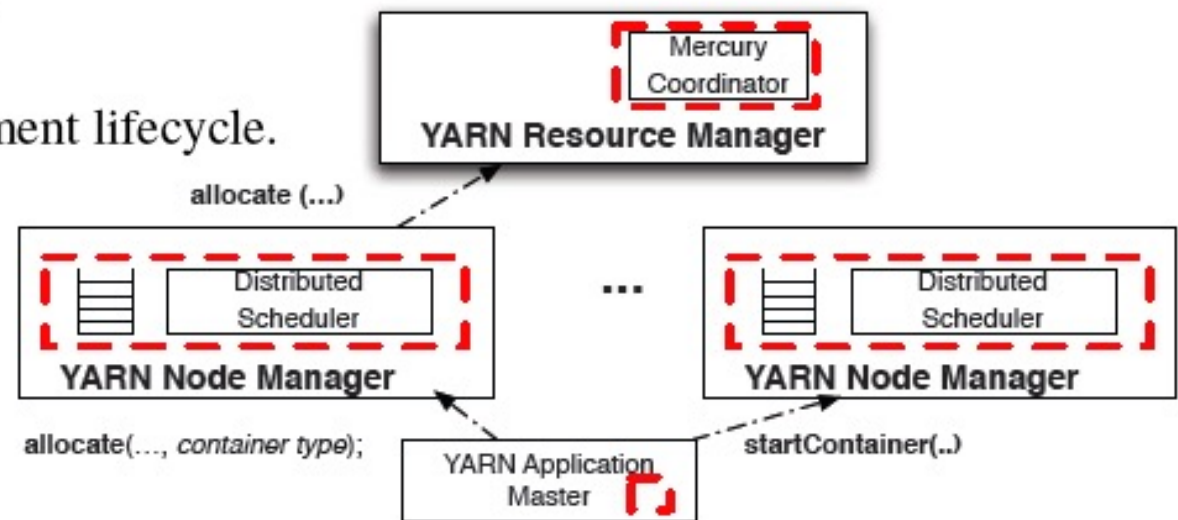 Mercury
Coordinator
YARN Resource Manager
ment lifecycle.
allocate (...)
Distributed
Scheduler
YARN Node Manager
...
Distributed
Scheduler
YARN Node Manager
allocate(..., container type);
YARN Application
Master
startContainer(..)